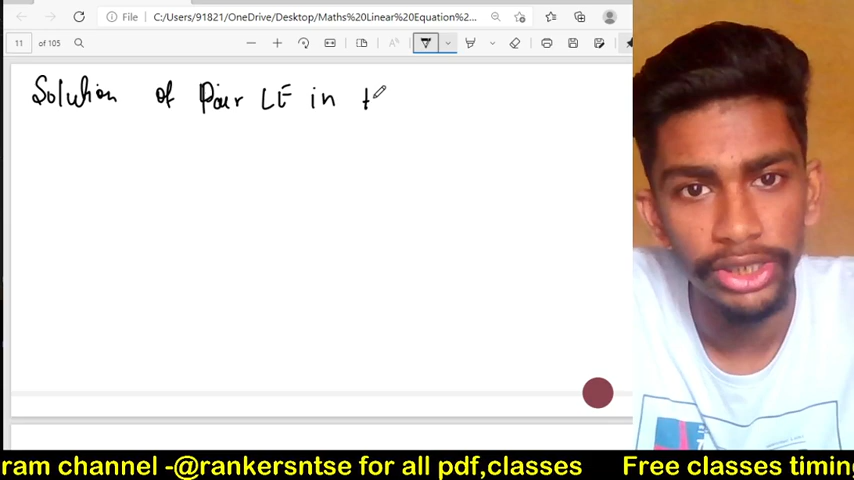 File
C:/Users/91821/OneDrive/Desktop/Maths%20Linear%20Equation%2...
11 of 105
Solution of Pair LE in t
ram channel -@rankersntse for all pdf,classes Free classes timing